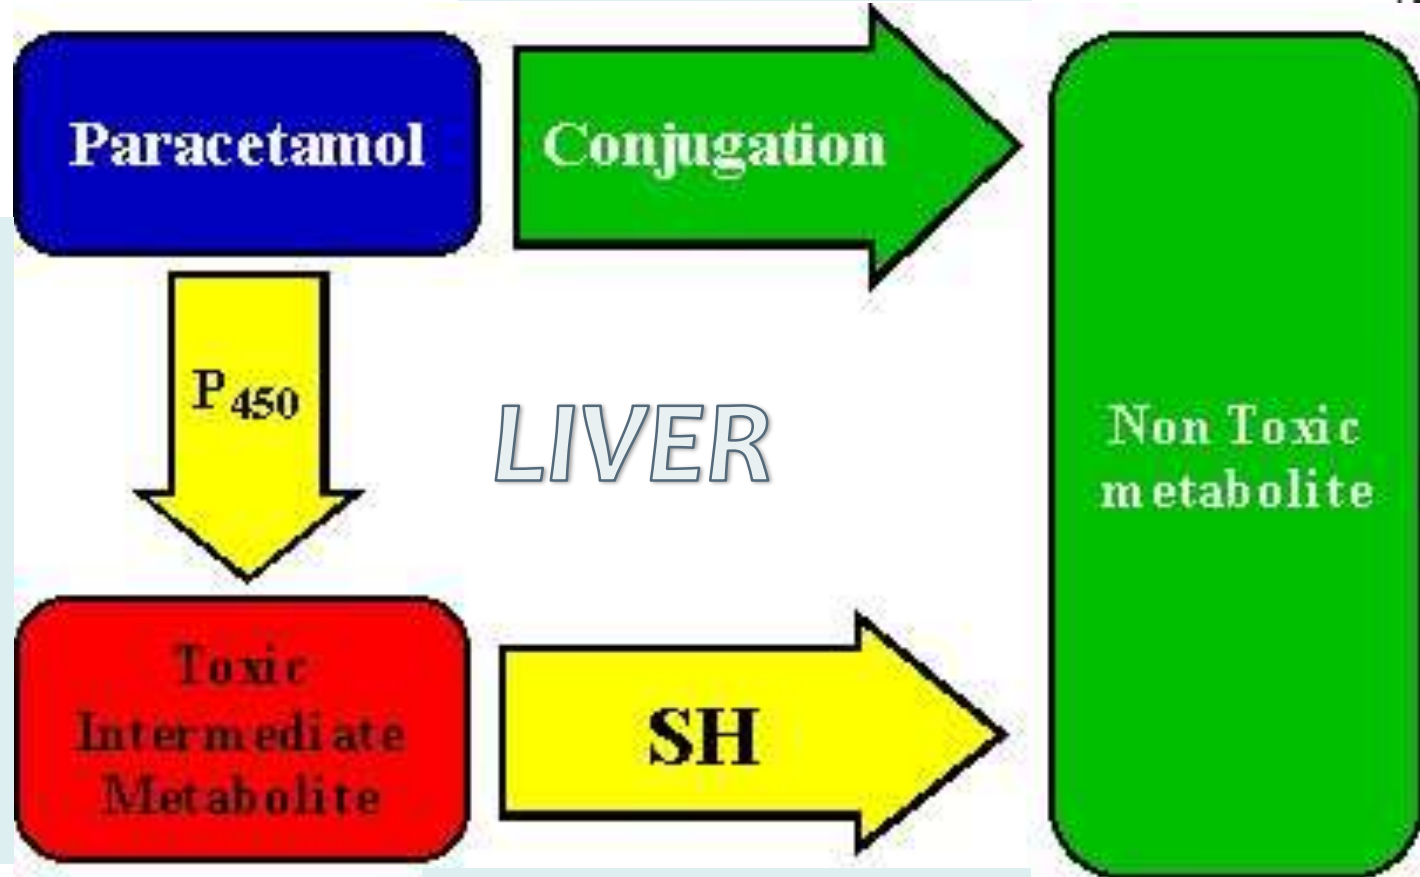 Paracetamol
Conjugation
P450
LIVER
Non Toxic
metabolite
Toxic
Intermediate
Metabolite
SH